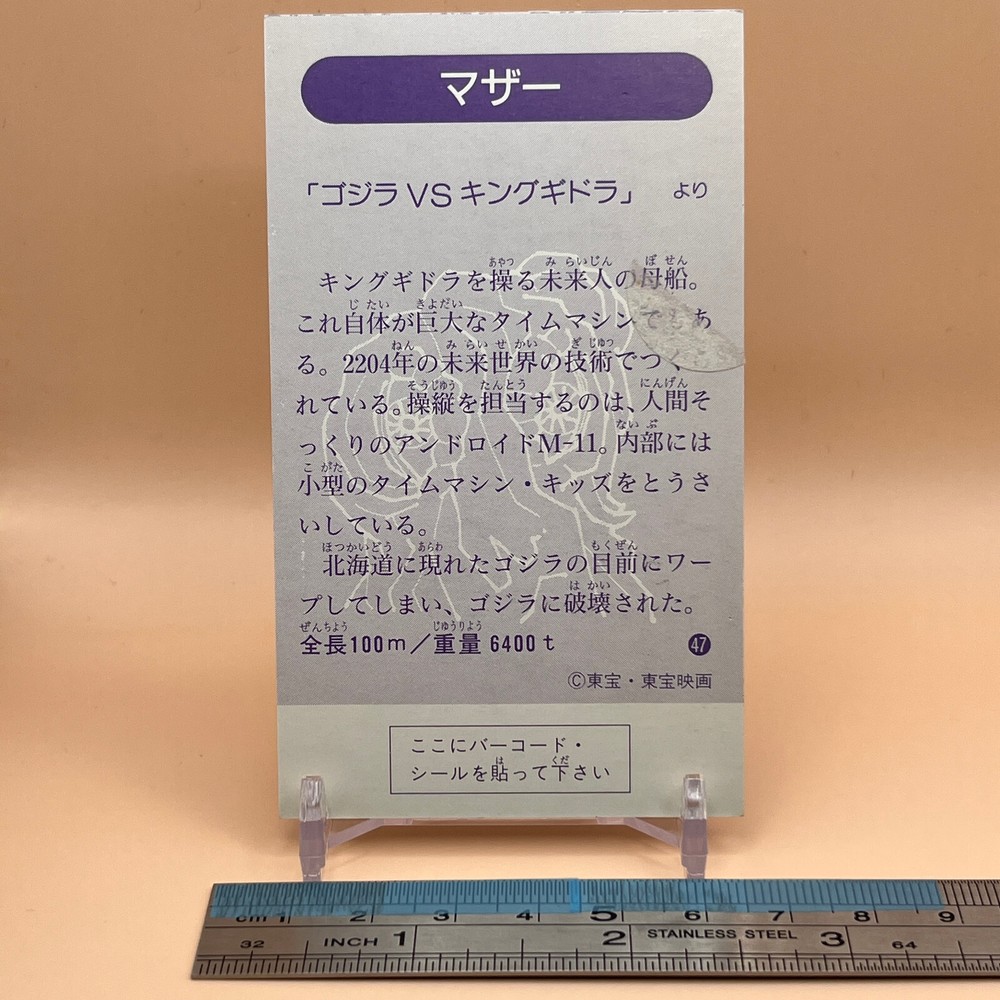 マザー
「ゴジラ VS キングギドラ」 より
キングギドラを操る未来人の母船。
これ自体が巨大なタイムマシンでもあ
る。2204年の未来世界の技術でつく
れている。操縦を担当するのは、人間そ
っくりのアンドロイドM-11。内部には
小型のタイムマシン・キッズをとうさ
いしている。
北海道に現れたゴジラの目前にワー
プしてしまい、ゴジラに破壊された。
全長100m／重量 6400t
47
©東宝・東宝映画
ここにバーコード・
シールを貼って下さい
cm 1 2 3 4 5 6 7 8 9
32 INCH 1 2 STAINLESS STEEL 3 64